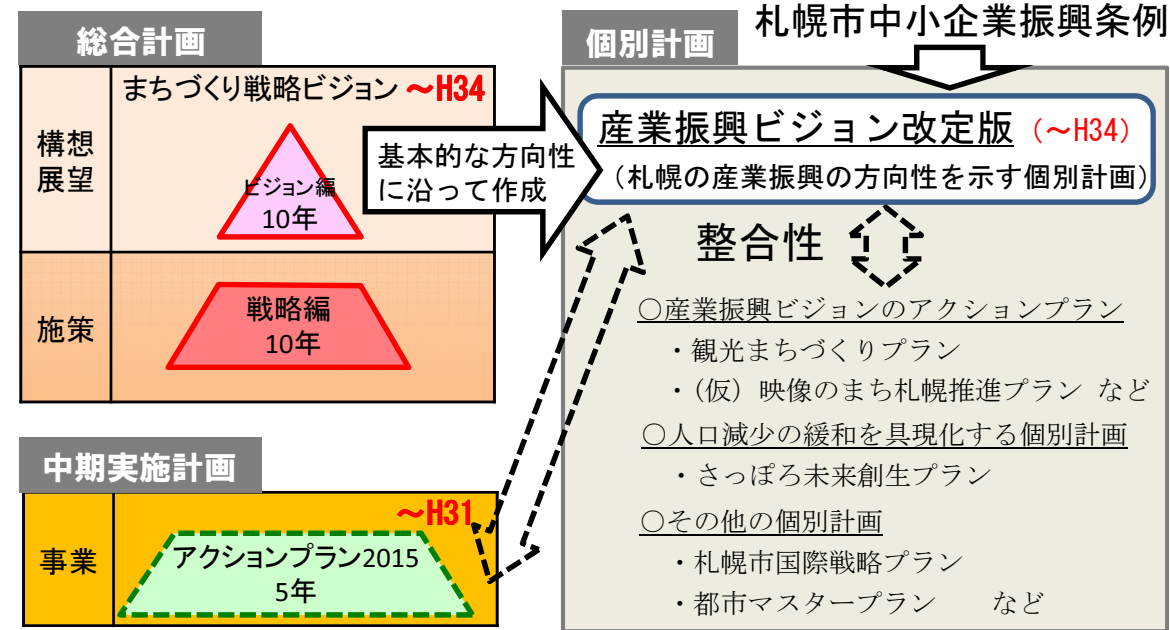 総合計画
まちづくり戦略ビジョン ～H34
構想
展望
ビジョン編
10年
基本的な方向性
に沿って作成
施策
戦略編
10年
中期実施計画
～H31
事業
アクションプラン2015
5年
札幌市中小企業振興条例
個別計画
産業振興ビジョン改定版（～H34）
（札幌の産業振興の方向性を示す個別計画）
整合性
○産業振興ビジョンのアクションプラン
・観光まちづくりプラン
・(仮) 映像のまち札幌推進プラン など
○人口減少の緩和を具現化する個別計画
・さっぽろ未来創生プラン
○その他の個別計画
・札幌市国際戦略プラン
・都市マスタープラン　　など